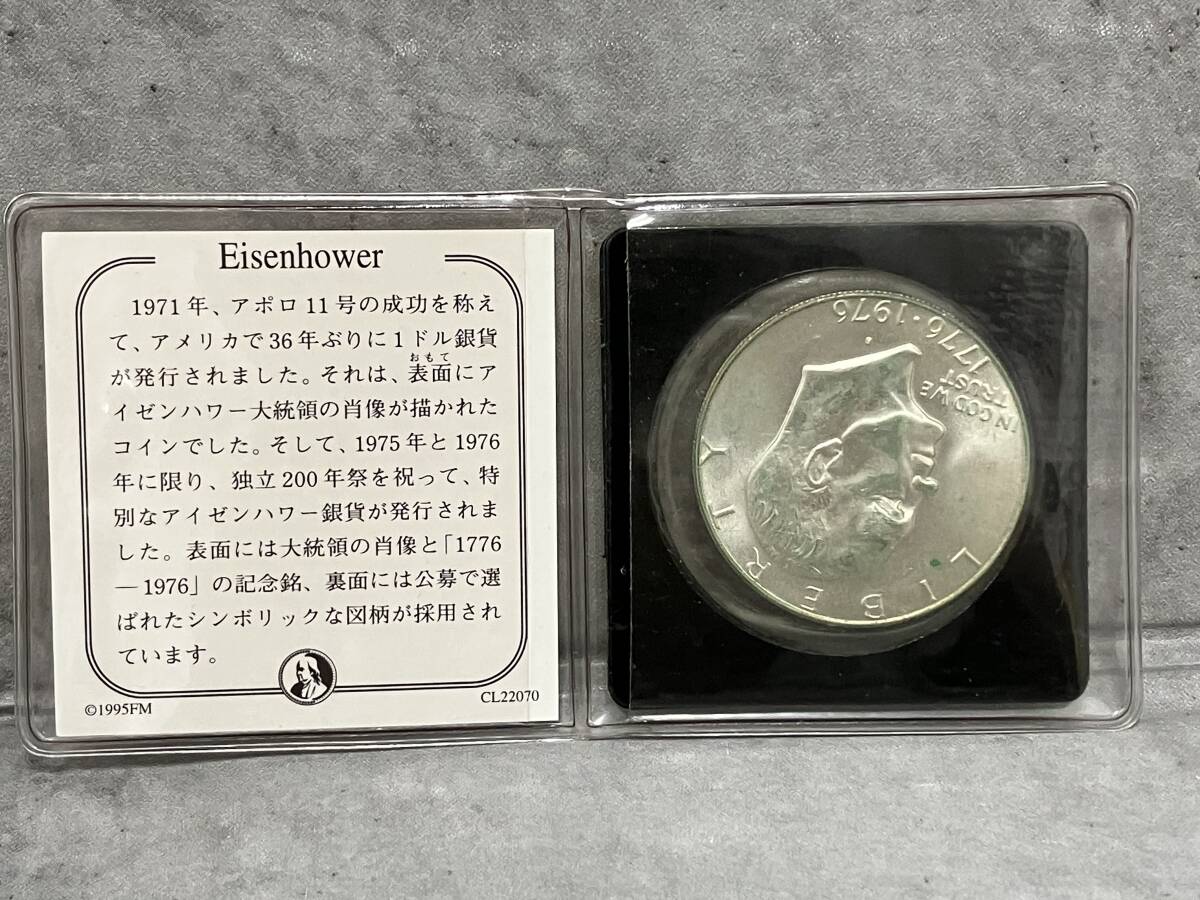 Eisenhower
1971年、アポロ11号の成功を称え
て、アメリカで36年ぶりに1ドル銀貨
が発行されました。それは、表面にア
おもて
イゼンハワー大統領の肖像が描かれた
コインでした。そして、1975年と1976
年に限り、独立200年祭を祝って、特
別なアイゼンハワー銀貨が発行されま
した。表面には大統領の肖像と「1776
—1976」の記念銘、裏面には公募で選
ばれたシンボリックな図柄が採用され
ています。
©1995FM
CL22070
LIBERTY
IN GOD WE
TRUST
1776·1976